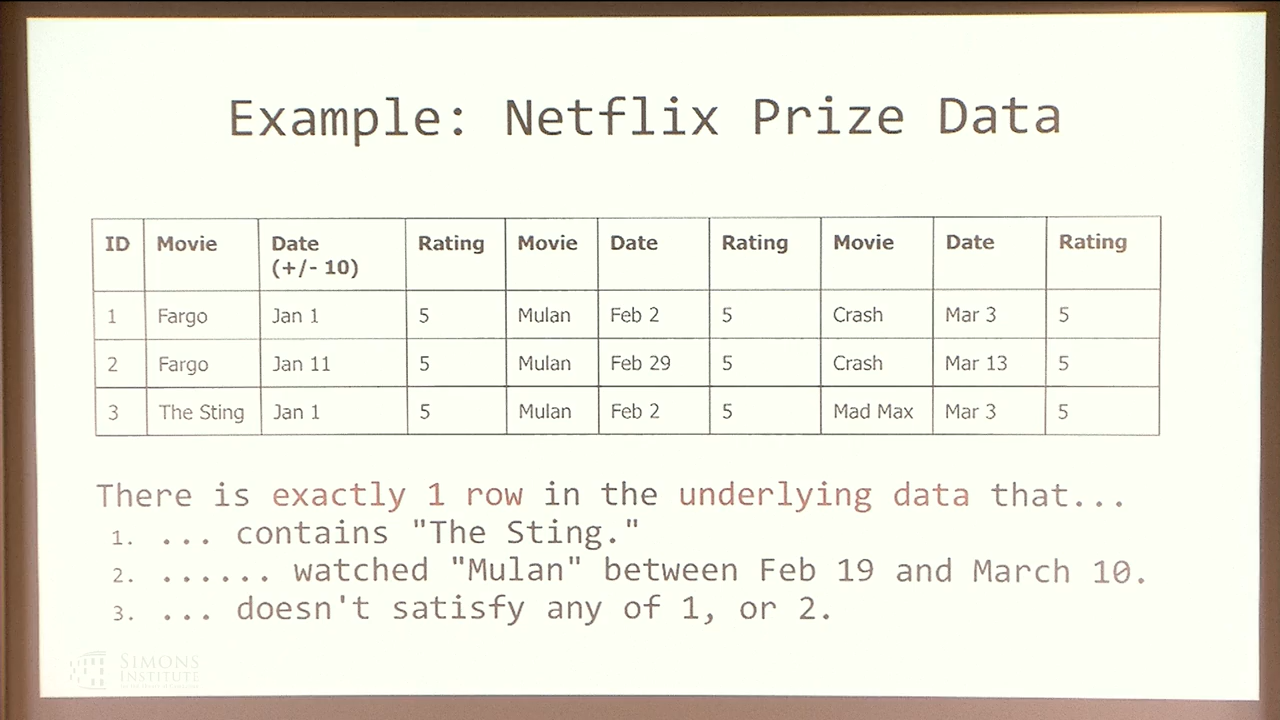 Example: Netflix Prize Data
ID Movie Date Rating Movie Date Rating Movie Date Rating
(+/- 10)
1 Fargo Jan 1 5 Mulan Feb 2 5 Crash Mar 3 5
2 Fargo Jan 11 5 Mulan Feb 29 5 Crash Mar 13 5
3 The Sting Jan 1 5 Mulan Feb 2 5 Mad Max Mar 3 5
There is exactly 1 row in the underlying data that...
1. ... contains "The Sting."
2. ...... watched "Mulan" between Feb 19 and March 10.
3. ... doesn't satisfy any of 1, or 2.
SIMONS
INSTITUTE